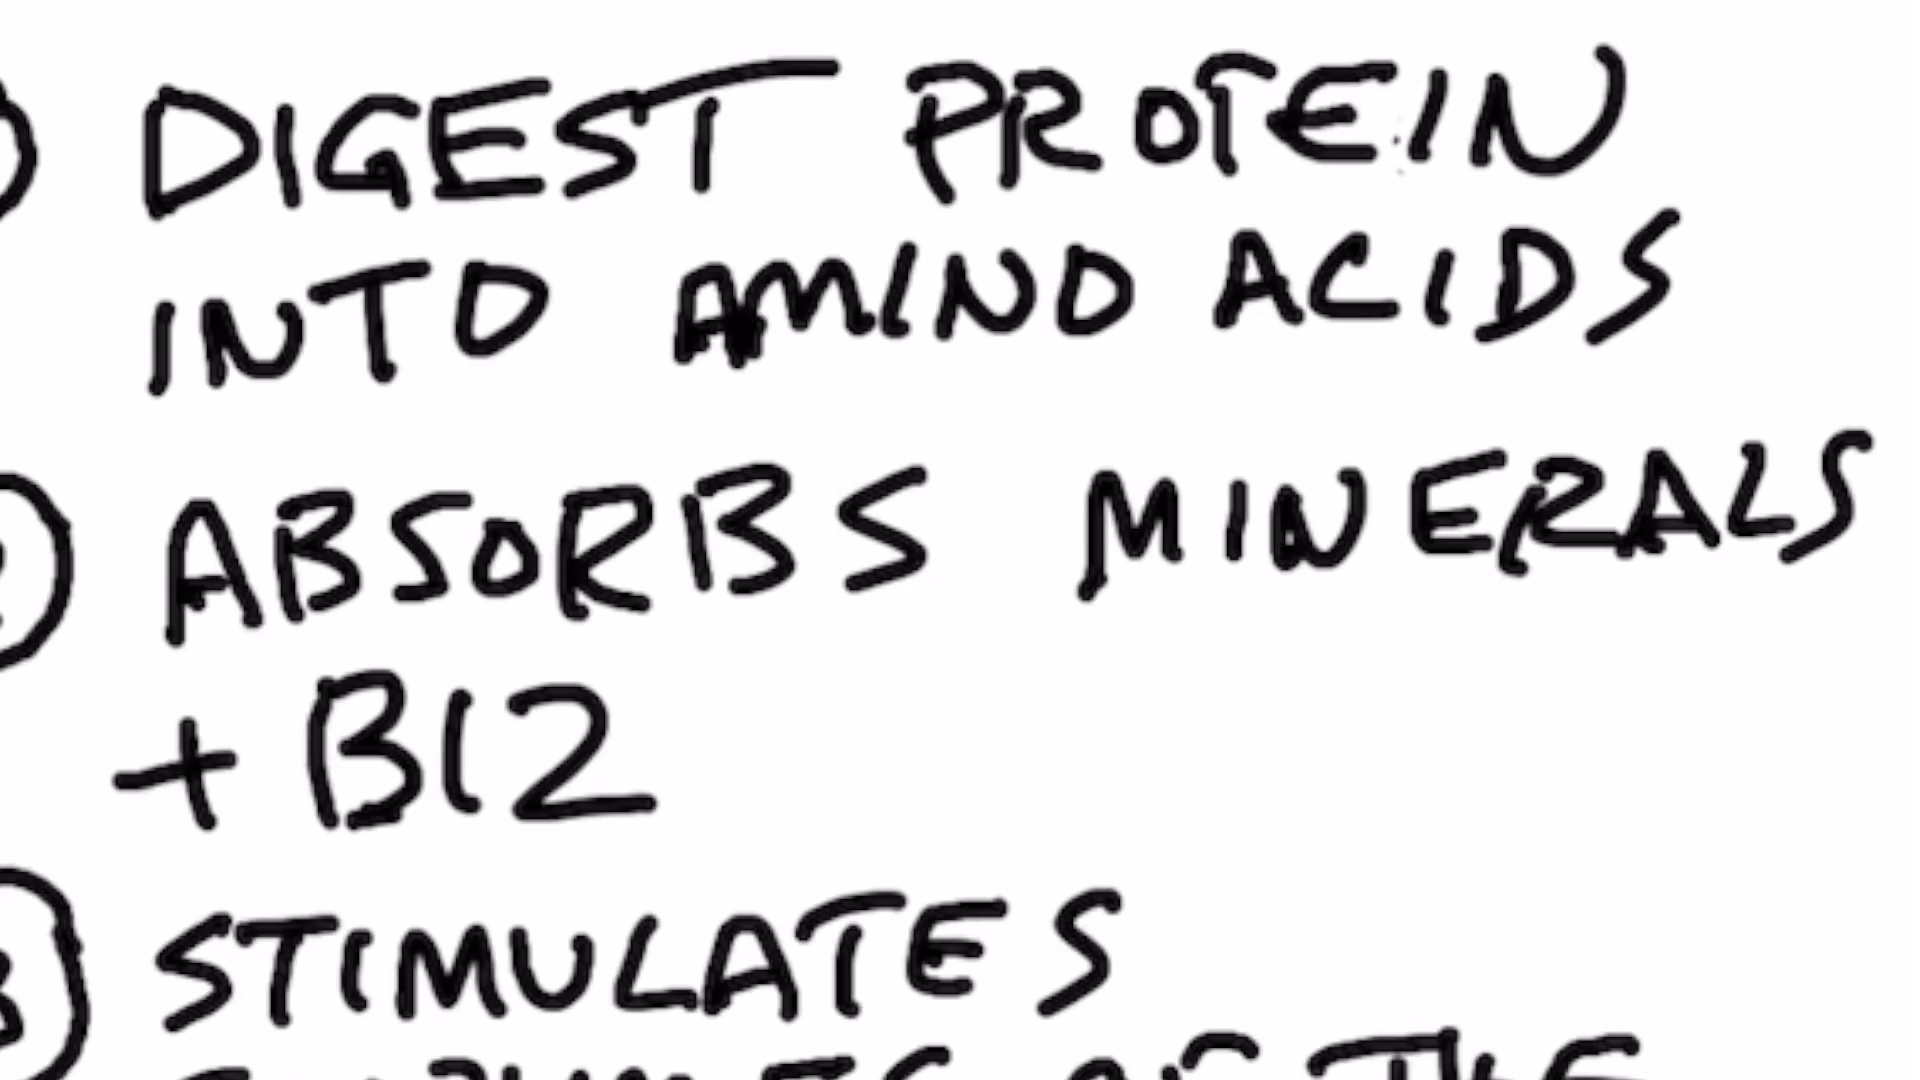 DIGEST PROTEIN
INTO AMINO ACIDS
ABSORBS MINERALS
+ B12
STIMULATES